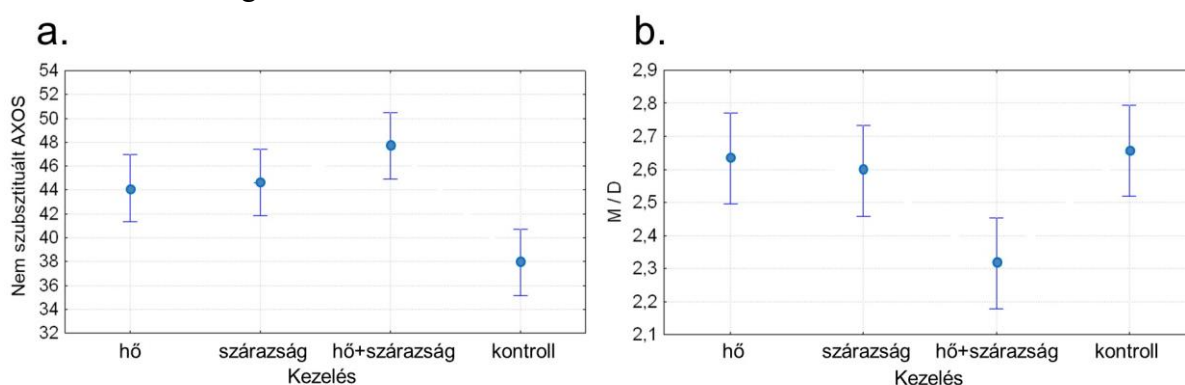 a.
Nem szubsztituált AXOS
54
52
50
48
46
44
42
40
38
36
34
32
hő szárazság hő+szárazság kontroll
Kezelés
b.
M / D
2,9
2,8
2,7
2,6
2,5
2,4
2,3
2,2
2,1
hő szárazság hő+szárazság kontroll
Kezelés